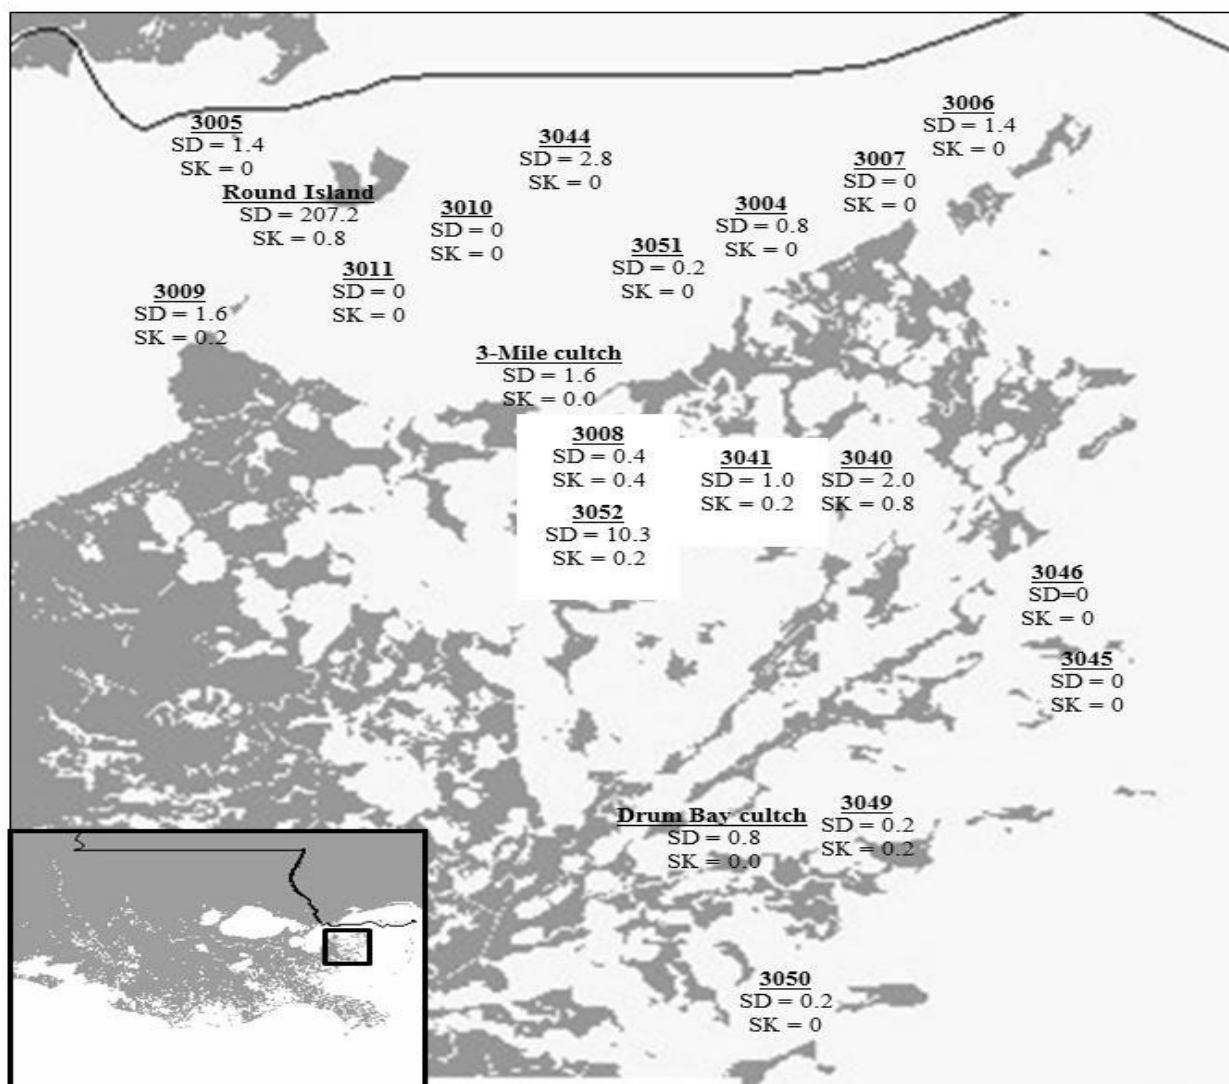 3005
SD = 1.4
SK = 0
3006
SD = 1.4
SK = 0
3044
SD = 2.8
SK = 0
3007
SD = 0
SK = 0
Round Island
SD = 207.2
SK = 0.8
3010
SD = 0
SK = 0
3004
SD = 0.8
SK = 0
3051
SD = 0.2
SK = 0
3011
SD = 0
SK = 0
3009
SD = 1.6
SK = 0.2
3-Mile cultch
SD = 1.6
SK = 0.0
3008
SD = 0.4
SK = 0.4
3041
SD = 1.0
SK = 0.2
3040
SD = 2.0
SK = 0.8
3052
SD = 10.3
SK = 0.2
3046
SD=0
SK = 0
3045
SD = 0
SK = 0
Drum Bay cultch
SD = 0.8
SK = 0.0
3049
SD = 0.2
SK = 0.2
3050
SD = 0.2
SK = 0